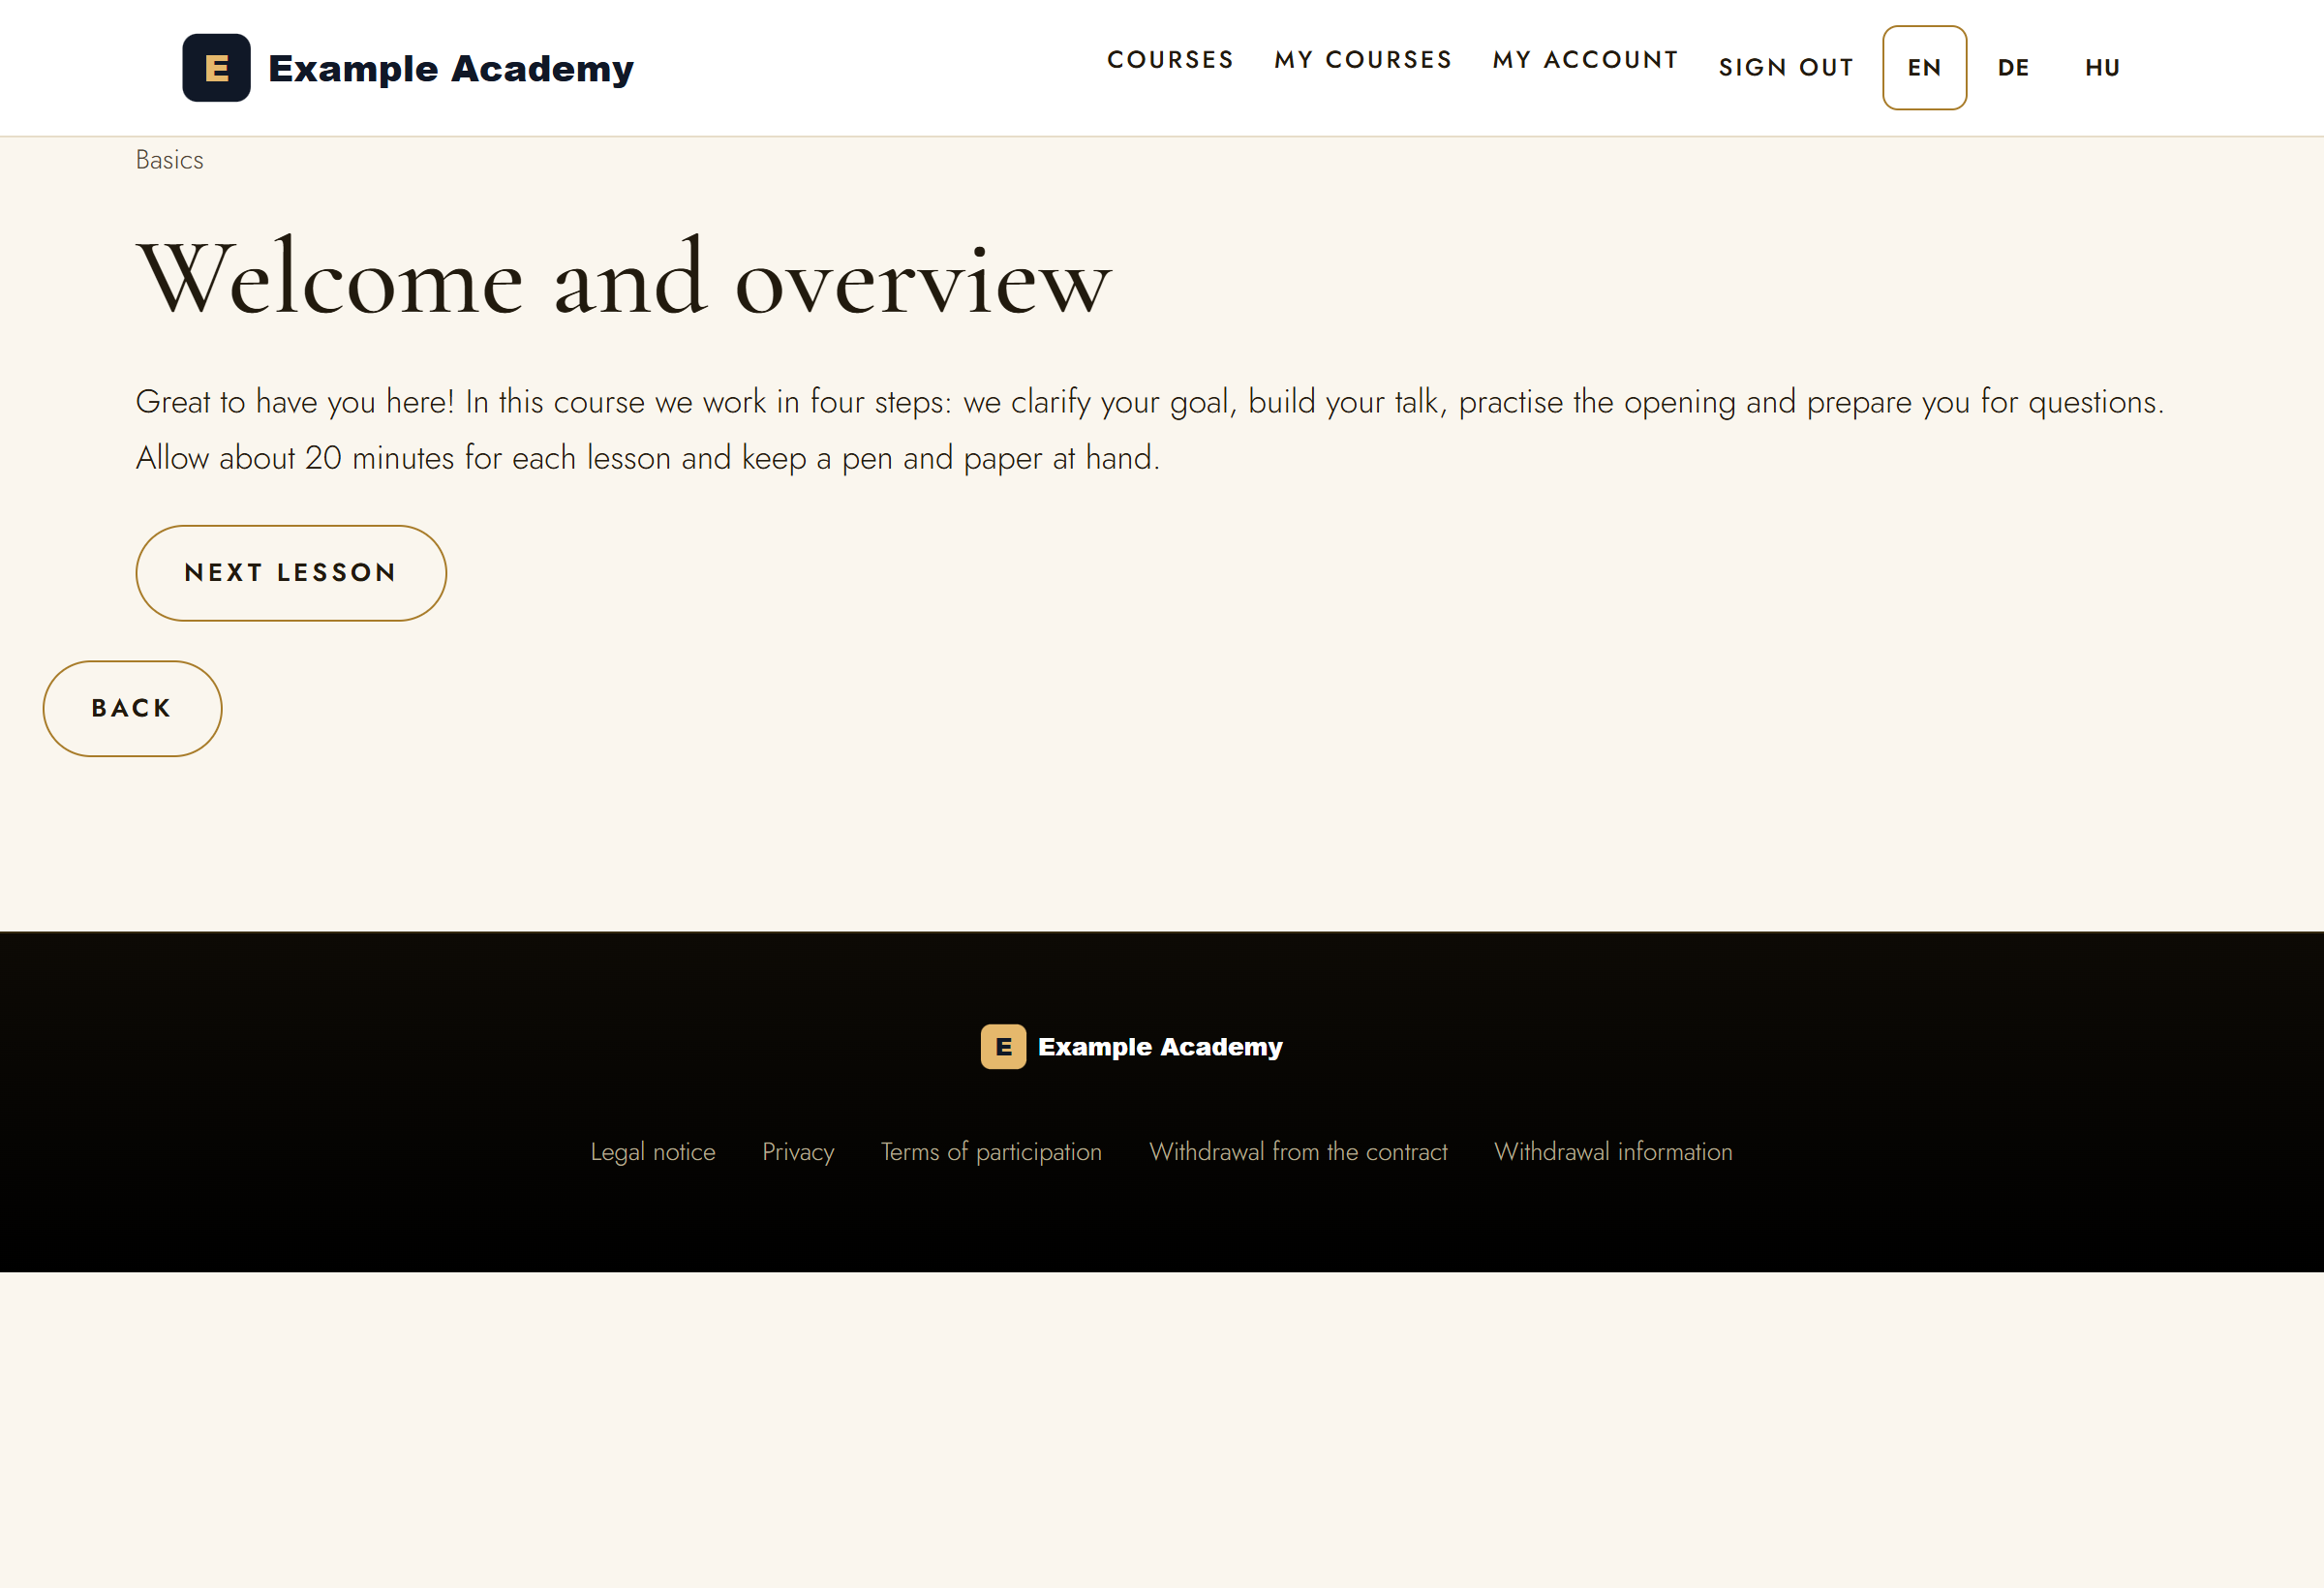 E Example Academy
COURSES MY COURSES MY ACCOUNT SIGN OUT EN DE HU
Basics
Welcome and overview
Great to have you here! In this course we work in four steps: we clarify your goal, build your talk, practise the opening and prepare you for questions.
Allow about 20 minutes for each lesson and keep a pen and paper at hand.
NEXT LESSON
BACK
E Example Academy
Legal notice Privacy Terms of participation Withdrawal from the contract Withdrawal information